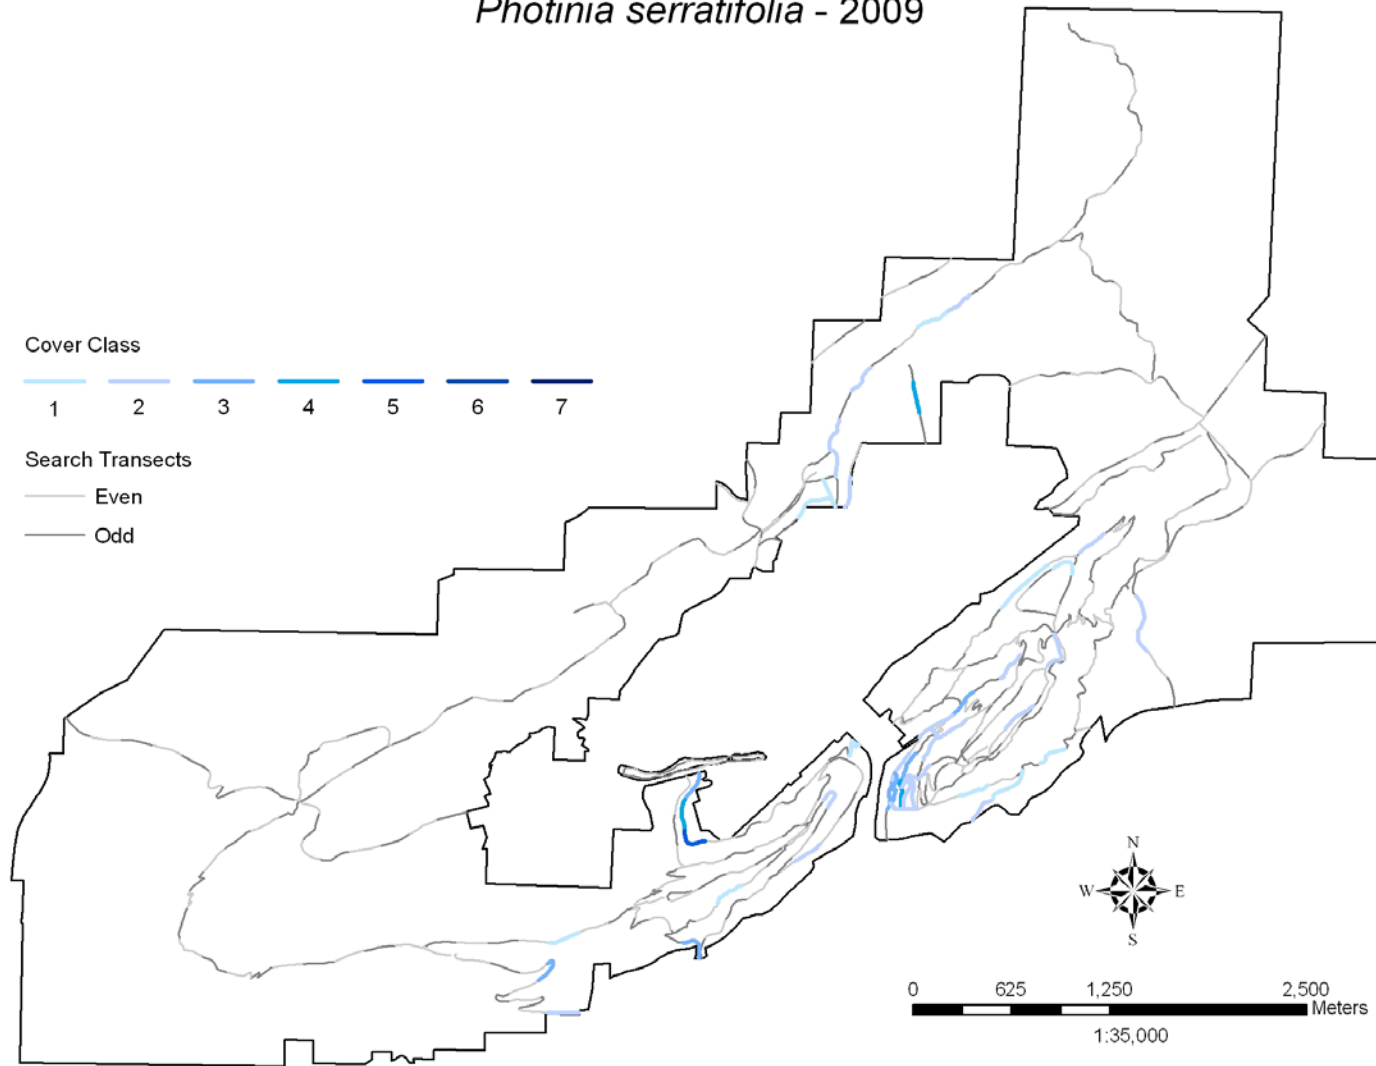 Photinia serratifolia - 2009
Cover Class
1 2 3 4 5 6 7
Search Transects
Even
Odd
N
W E
S
0 625 1,250 2,500
Meters
1:35,000